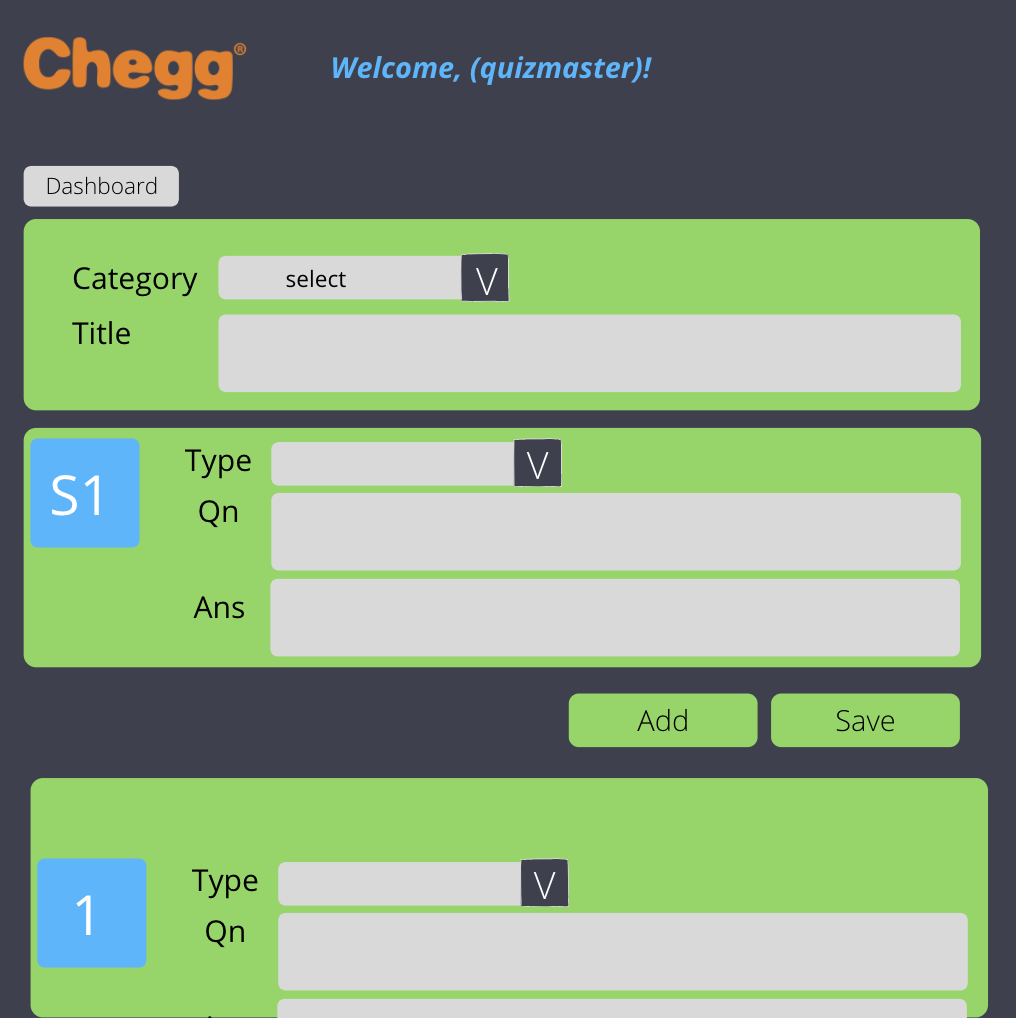 Chegg®
Welcome, (quizmaster)!
Dashboard
Category select V
Title
S1
Type V
Qn
Ans
Add Save
1
Type V
Qn